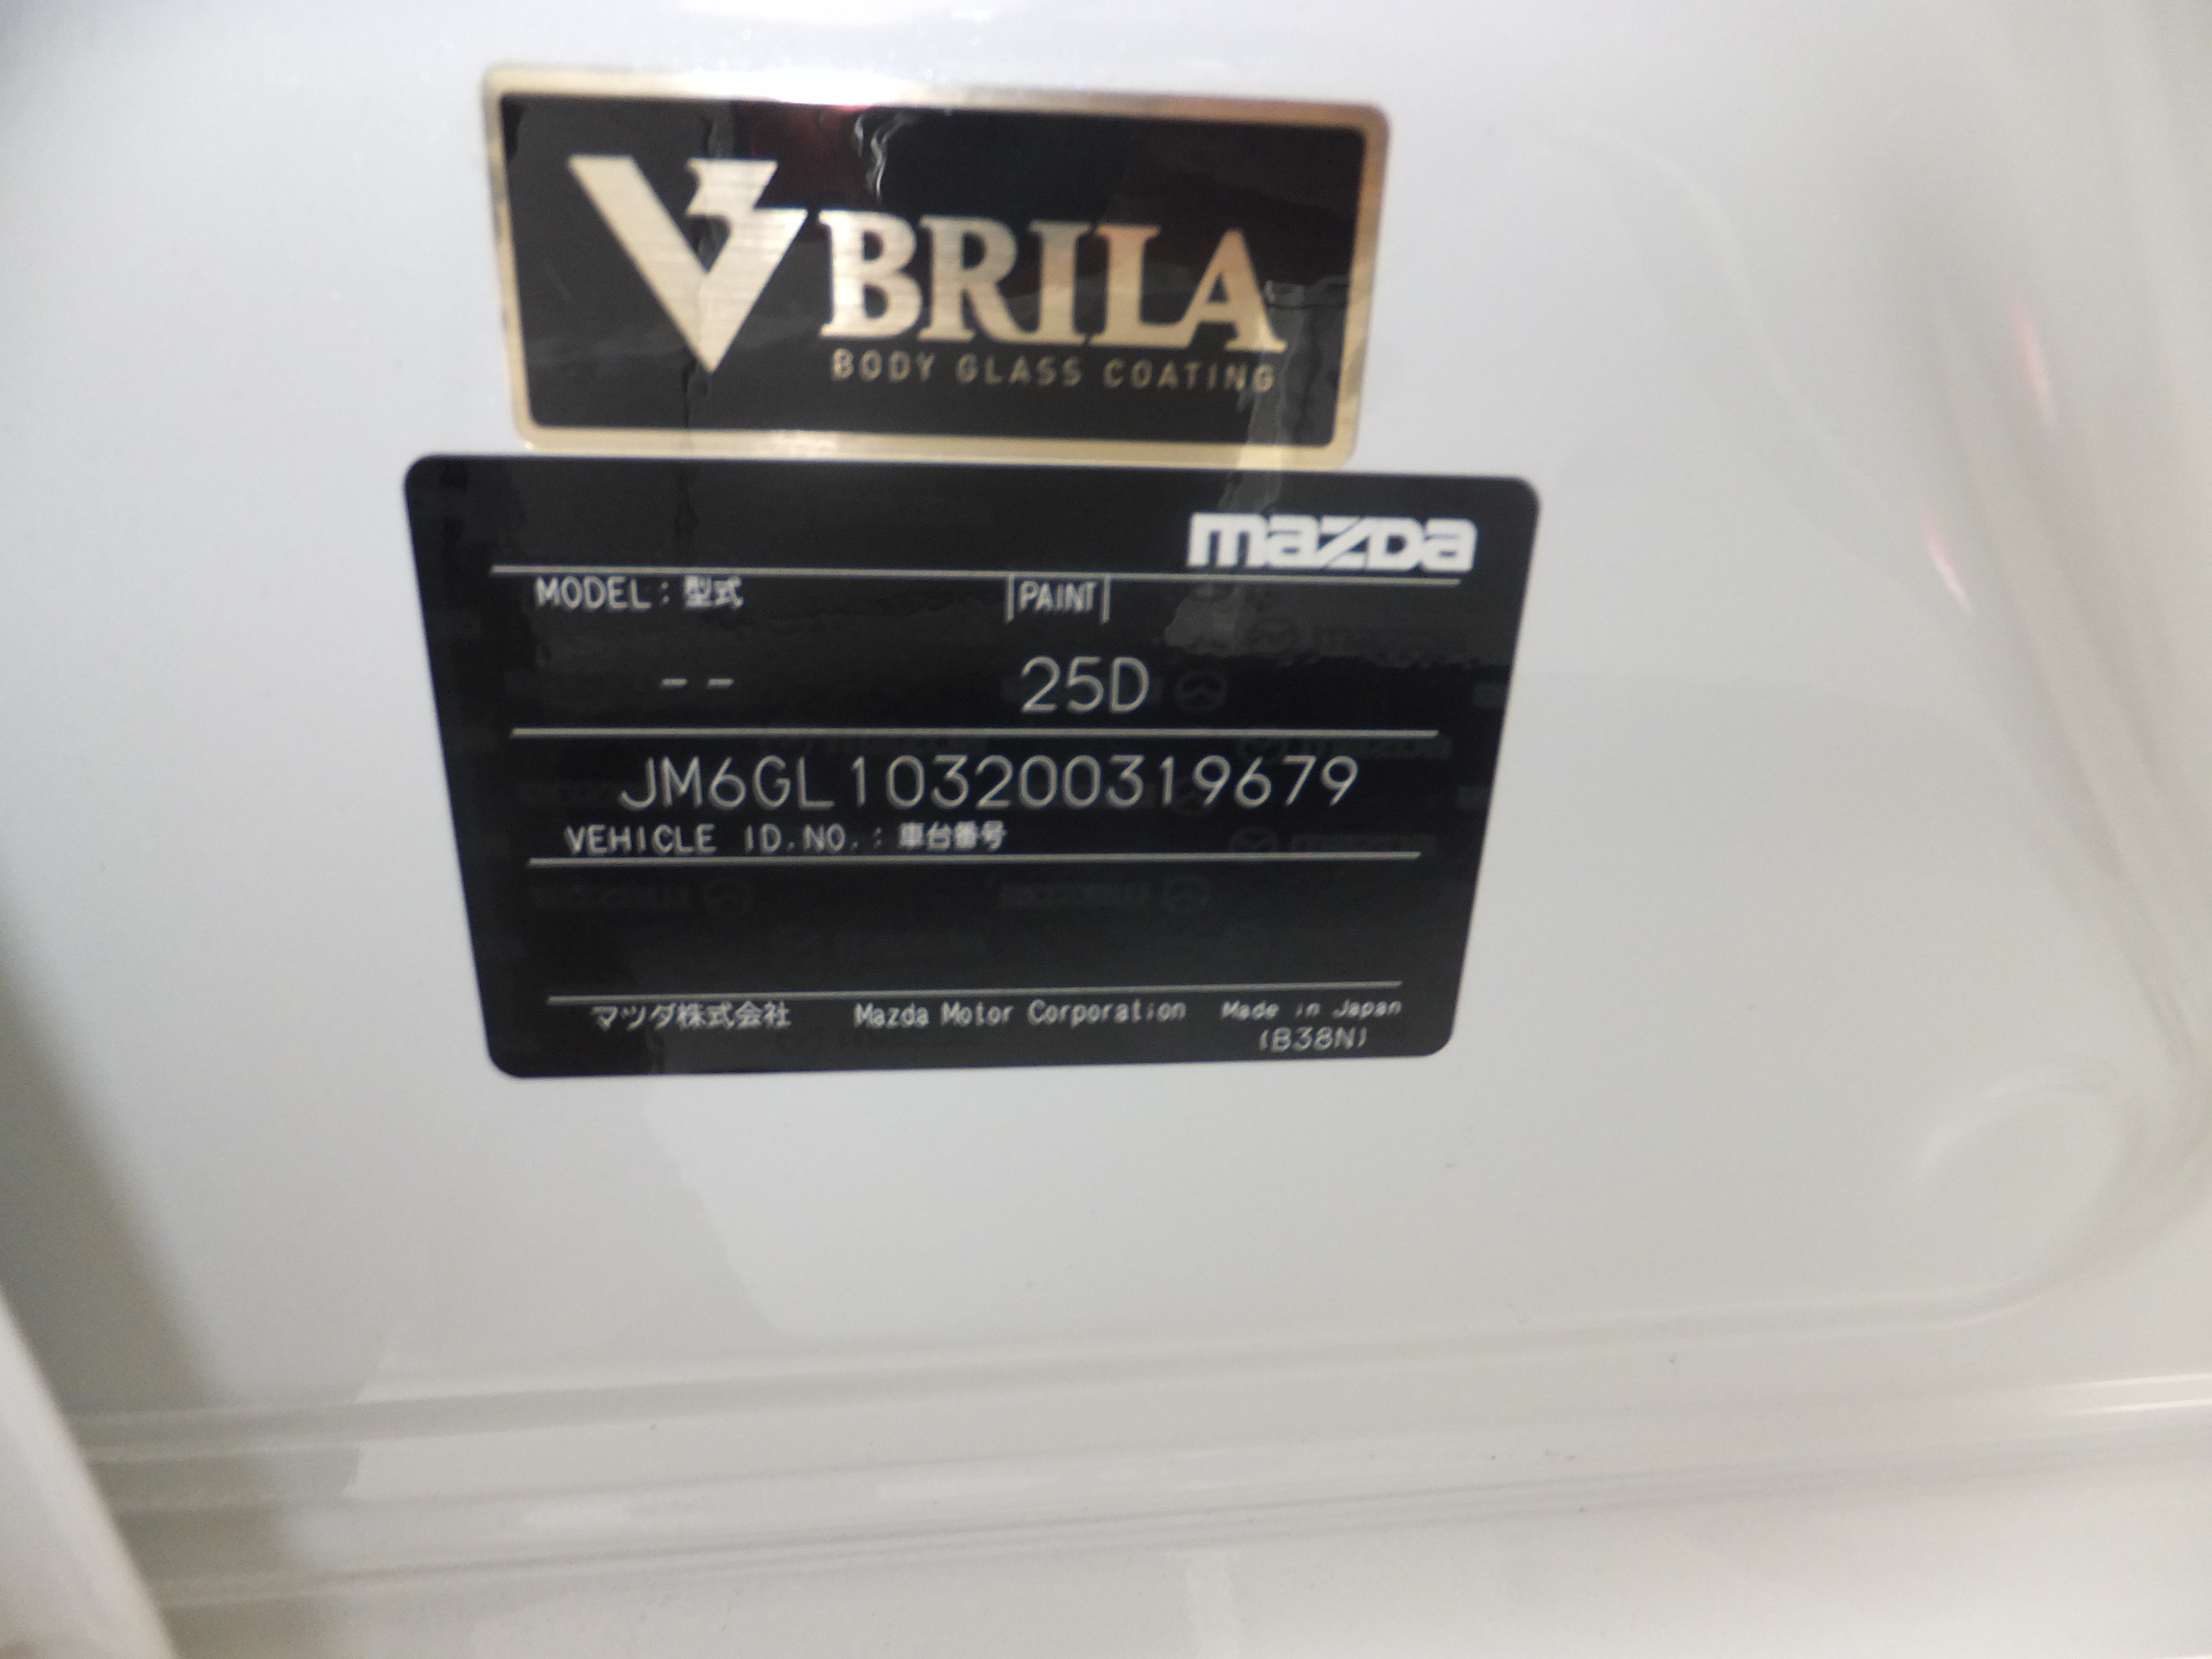 V BRILA
BODY GLASS COATING
mazda
MODEL : 型式 PAINT
-- 25D
JM6GL103200319679
VEHICLE ID.NO. : 車台番号
マツダ株式会社 Mazda Motor Corporation Made in Japan
(B38N)